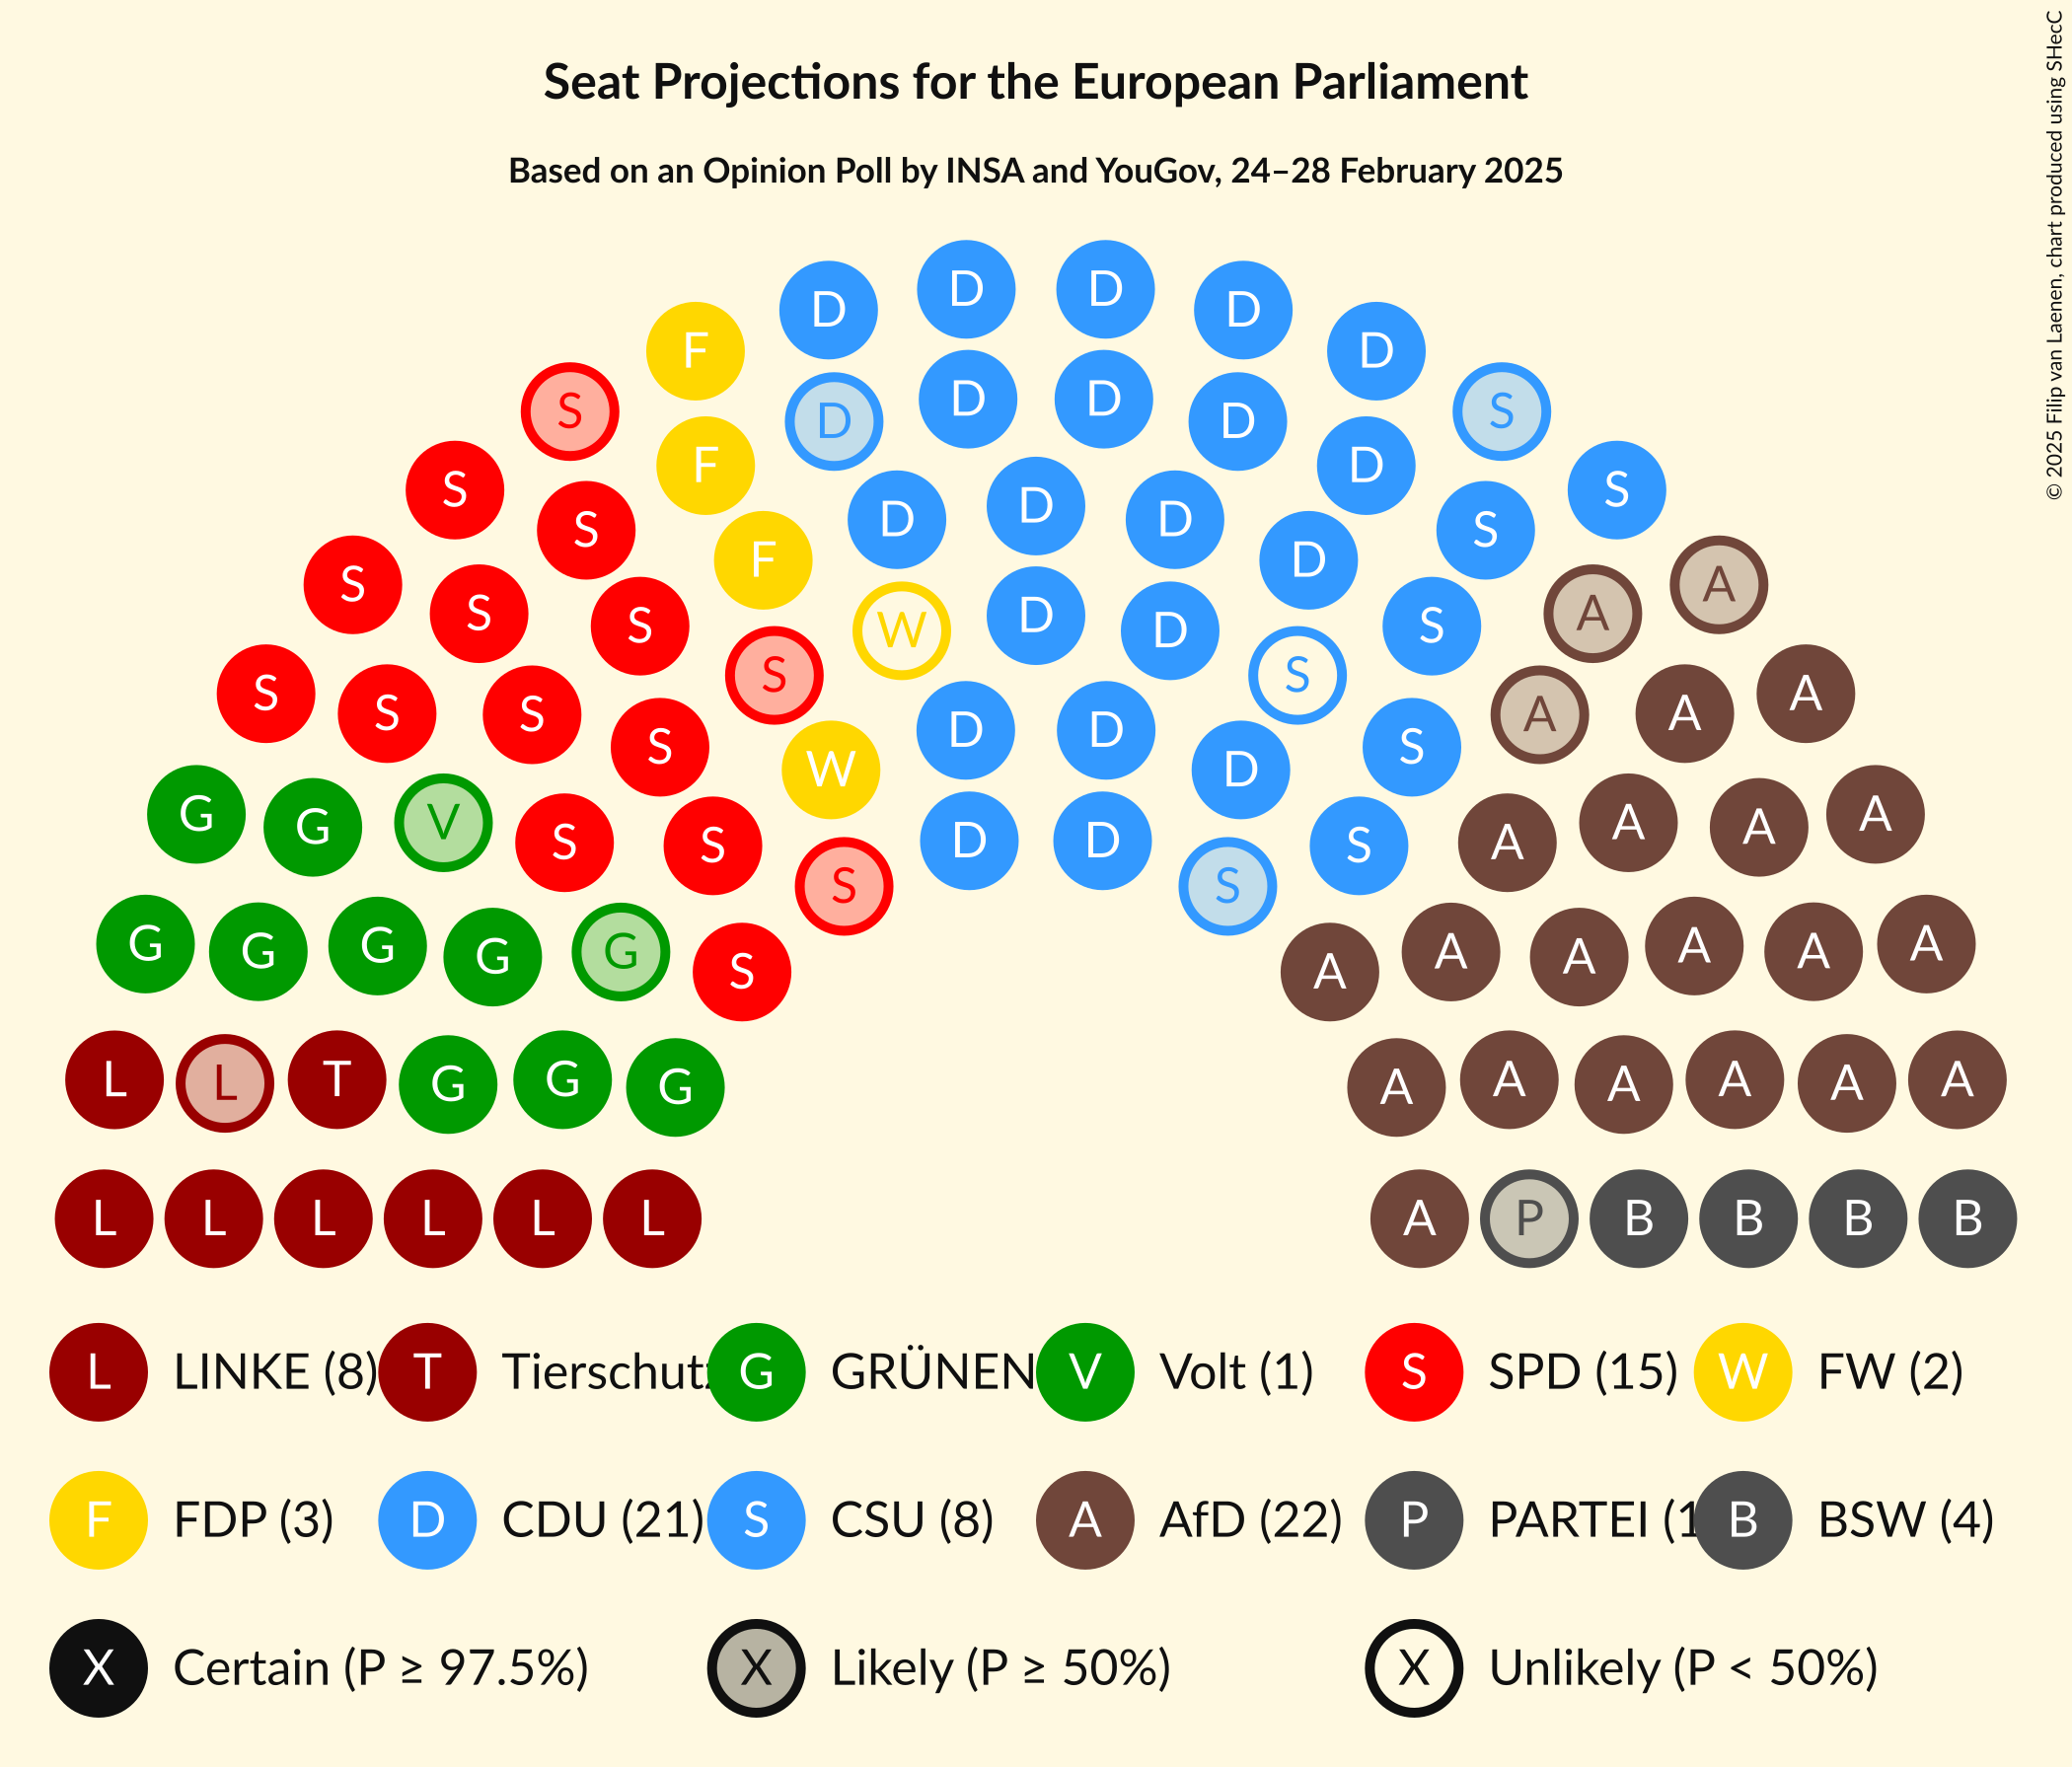 Seat Projections for the European Parliament
Based on an Opinion Poll by INSA and YouGov, 24–28 February 2025
© 2025 Filip van Laenen, chart produced using SHecC
D D D D
F D
S S
D D
D D
S S
F D
S S
D
D D
F D
S A
S A
D
W D
S S
S S
S S
S A
S A
D D
S S
W D
G A
G A
V A
S A
S S
D D
S S
G A
G A
G A
G A
G A
S A
L T G G A A A A
L G G A A A
L L L L L L A P B B B B
L LINKE (8) T Tierschutz G GRÜNEN V Volt (1) S SPD (15) W FW (2)
F FDP (3) D CDU (21) S CSU (8) A AfD (22) P PARTEI (1 B BSW (4)
X Certain (P ≥ 97.5%) X Likely (P ≥ 50%) X Unlikely (P < 50%)